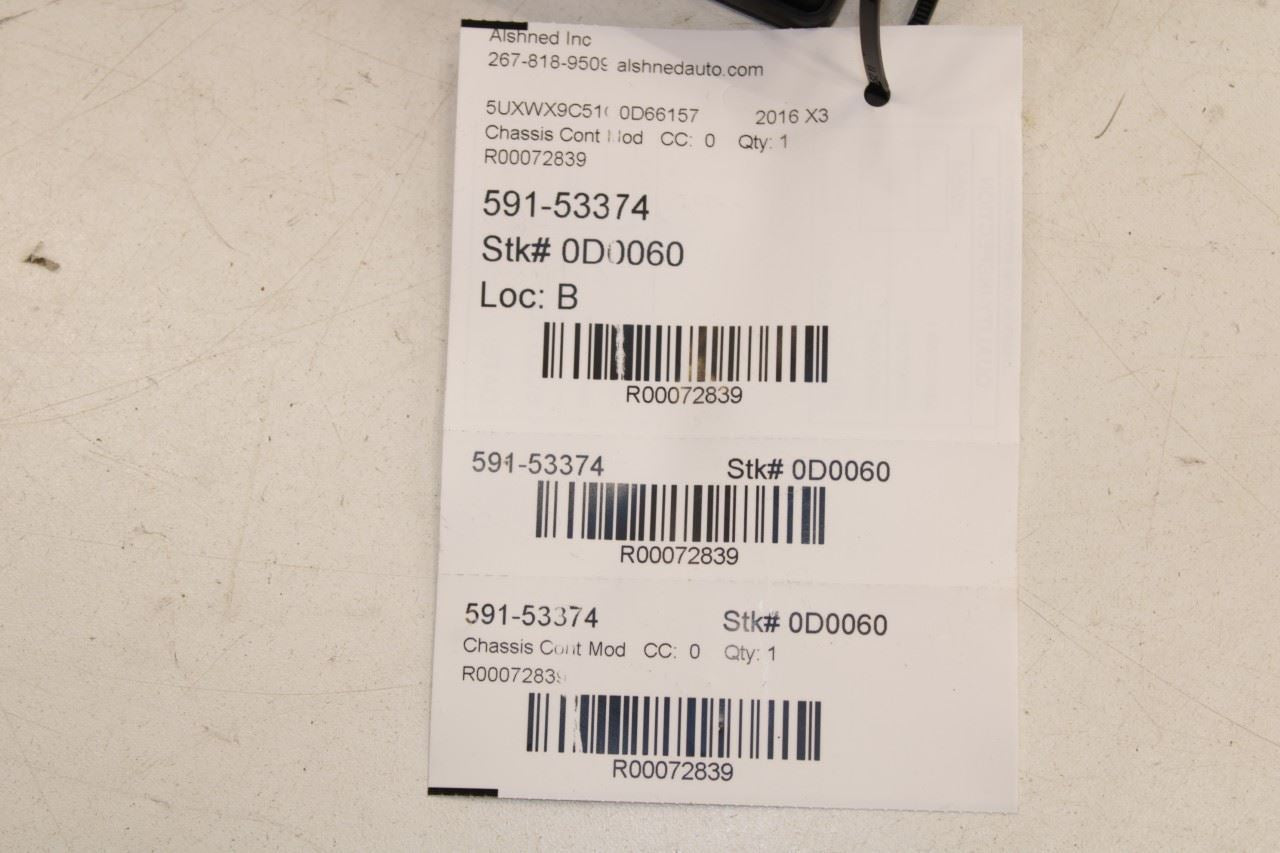 Alshned Inc
267-818-9509 alshnedauto.com
2016 X3
Chassis Cont Mod CC: 0 Qty: 1
R00072839
591-53374
Stk# 0D0060
Loc: B
R00072839
591-53374 Stk# 0D0060
R00072839
591-53374 Stk# 0D0060
Chassis Cont Mod CC: 0 Qty: 1
R00072839
R00072839